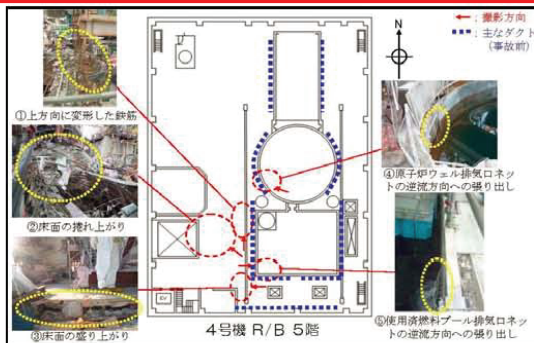 ← : 撮影方向
■■■ : 主なダクト
(事故前)
N
①上方向に変形した鉄筋
②床面の捲れ上がり
③床面の盛り上がり
④原子炉ウェル排気口ネッ
トの逆流方向への張り出し
⑤使用済燃料プール排気口ネッ
トの逆流方向への張り出し
EV
4号機 R/B 5階